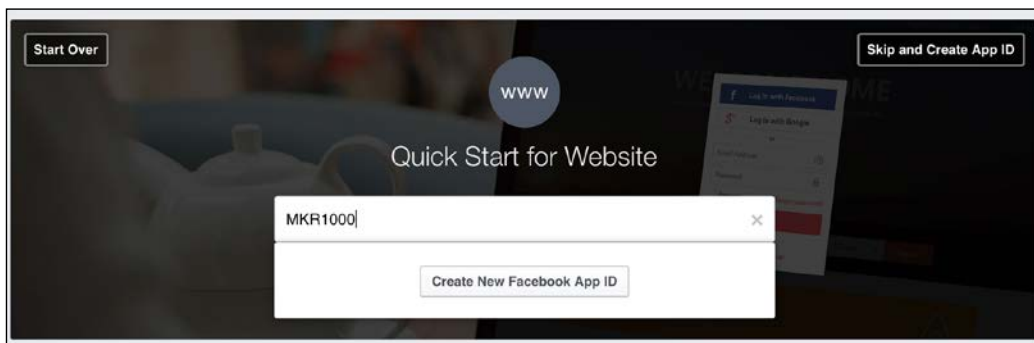 Start Over
Skip and Create App ID
www
Quick Start for Website
MKR1000
Create New Facebook App ID
Log In with Facebook
Log In with Google
Password